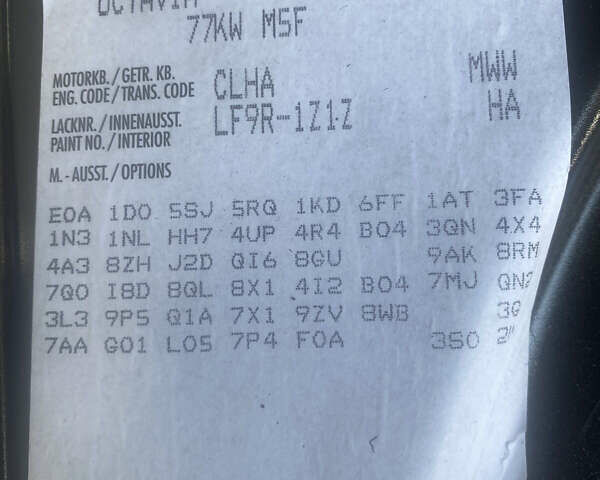 OCTAVIA
77KW M5F
MOTORKB./GETR. KB.
ENG. CODE/TRANS. CODE CLHA MWW
LACKNR./INNENAUSST.
PAINT NO./INTERIOR LF9R-1Z1Z HA
M.-AUSST./OPTIONS
E0A 1D0 5SJ 5RQ 1KD 6FF 1AT 3FA
1N3 1NL HH7 4UP 4R4 B04 3QN 4X4
4A3 8ZH J2D QI6 8GU 9AK 8RM
7Q0 I8D 8QL 8X1 4I2 B04 7MJ
3L3 9P5 Q1A 7X1 9ZV 8WB
7AA G01 L05 7P4 F0A 350